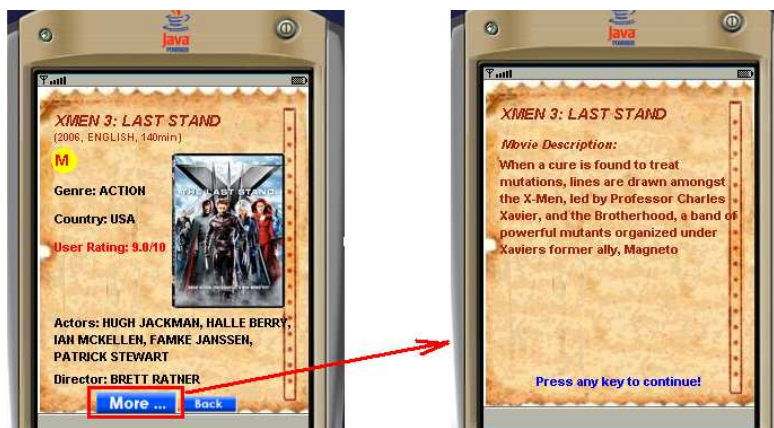 Java
POWERED
XMEN 3: LAST STAND
(2006, ENGLISH, 140min)
M
Genre: ACTION
THE LAST STAND
Country: USA
User Rating: 9.0/10
Actors: HUGH JACKMAN, HALLE BERRY,
IAN MCKELLEN, FAMKE JANSSEN,
PATRICK STEWART
Director: BRETT RATNER
More ...
Back
Java
POWERED
XMEN 3: LAST STAND
Movie Description:
When a cure is found to treat
mutations, lines are drawn amongst
the X-Men, led by Professor Charles
Xavier, and the Brotherhood, a band of
powerful mutants organized under
Xaviers former ally, Magneto
Press any key to continue!